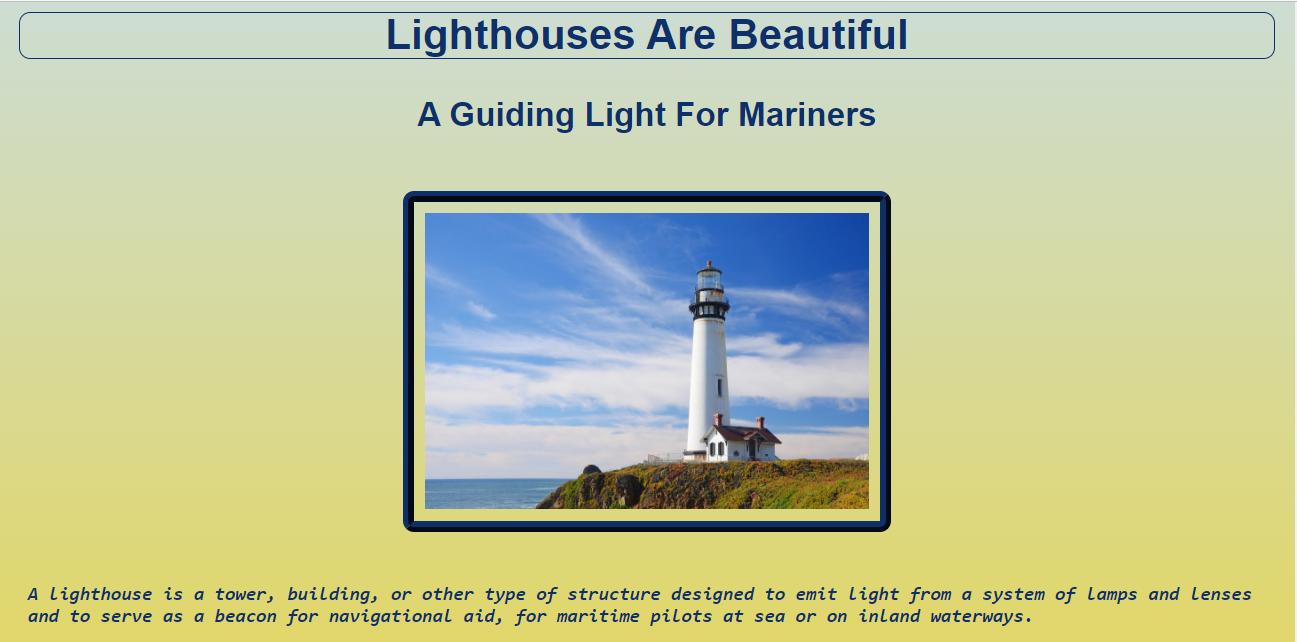 Lighthouses Are Beautiful
A Guiding Light For Mariners
A lighthouse is a tower, building, or other type of structure designed to emit light from a system of lamps and lenses
and to serve as a beacon for navigational aid, for maritime pilots at sea or on inland waterways.